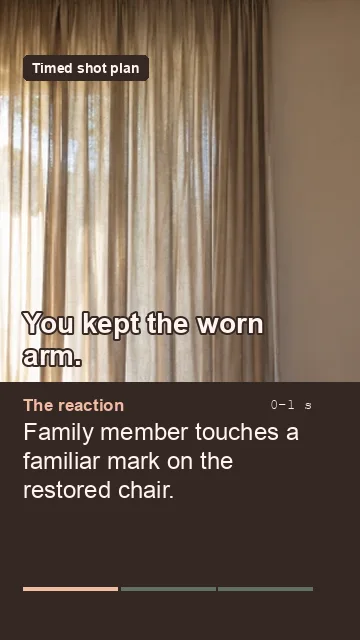 Timed shot plan
You kept the worn
arm.
The reaction
0–1 s
Family member touches a
familiar mark on the
restored chair.